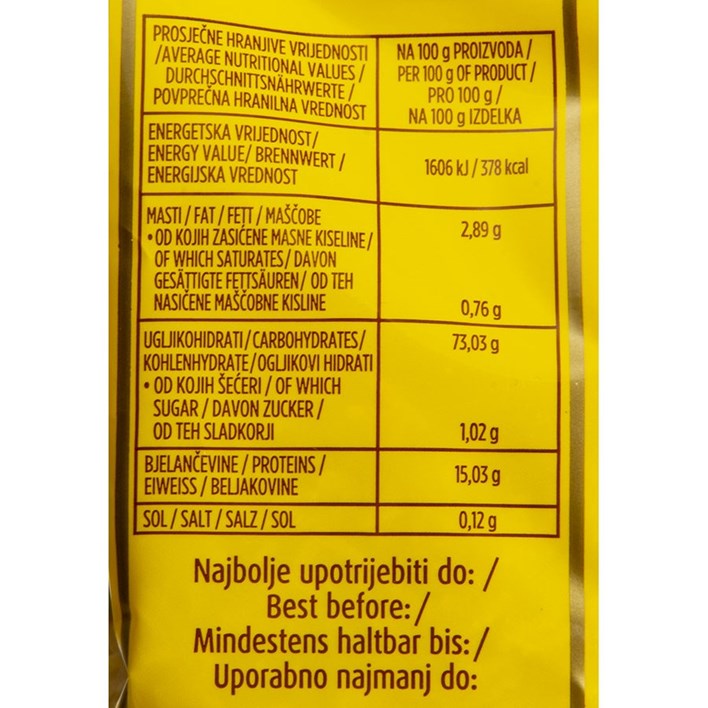 PROSJEČNE HRANJIVE VRIJEDNOSTI
/AVERAGE NUTRITIONAL VALUES /
DURCHSCHNITTSNÄHRWERTE /
POVPREČNA HRANILNA VREDNOST
NA 100 g PROIZVODA /
PER 100 g OF PRODUCT /
PRO 100 g /
NA 100 g IZDELKA
ENERGETSKA VRIJEDNOST/
ENERGY VALUE/ BRENNWERT /
ENERGIJSKA VREDNOST
1606 kJ / 378 kcal
MASTI / FAT / FETT / MAŠČOBE
2,89 g
• OD KOJIH ZASIĆENE MASNE KISELINE/
OF WHICH SATURATES/ DAVON
GESÄTTIGTE FETTSÄUREN/ OD TEH
NASIČENE MAŠČOBNE KISLINE
0,76 g
UGLJIKOHIDRATI/CARBOHYDRATES/
73,03 g
KOHLENHYDRATE/OGLJIKOVI HIDRATI
• OD KOJIH ŠEĆERI / OF WHICH
SUGAR / DAVON ZUCKER /
OD TEH SLADKORJI
1,02 g
BJELANČEVINE / PROTEINS /
EIWEISS / BELJAKOVINE
15,03 g
SOL / SALT / SALZ / SOL
0,12 g
Najbolje upotrijebiti do: /
Best before: /
Mindestens haltbar bis: /
Uporabno najmanj do: